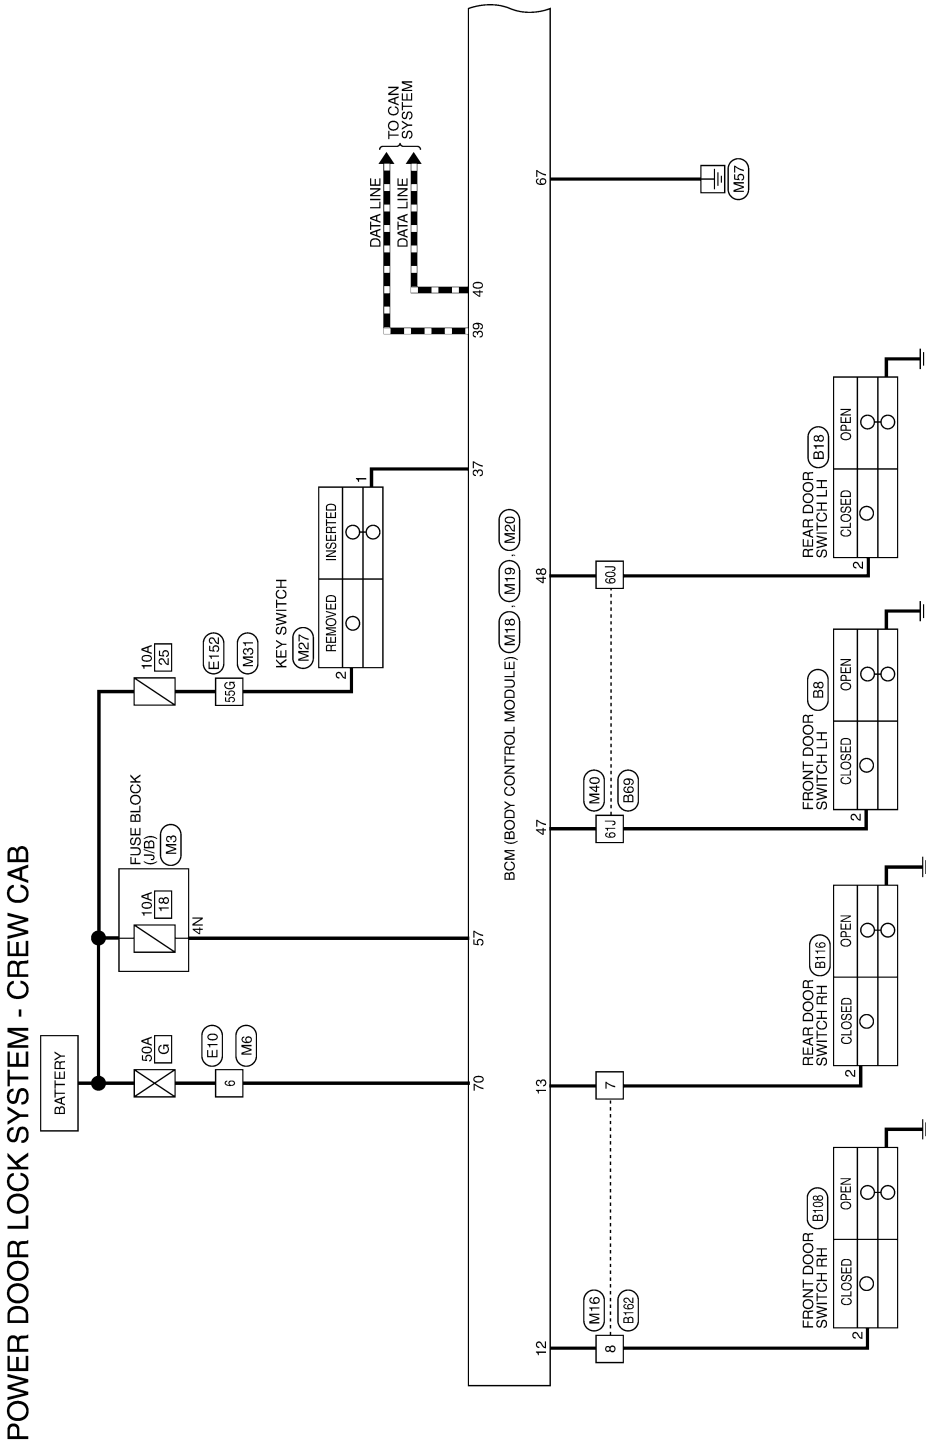 POWER DOOR LOCK SYSTEM - CREW CAB
BATTERY
50A
G
E10
6
M6
70
FUSE BLOCK
(J/B)
M3
10A
18
4N
57
10A
25
E152
55G
M31
KEY SWITCH
M27
REMOVED
INSERTED
2
1
37
DATA LINE
DATA LINE
TO CAN
SYSTEM
39
40
BCM (BODY CONTROL MODULE) M18 , M19 , M20
12
13
47
48
67
M16
8
B162
7
M40
61J
B69
60J
M57
FRONT DOOR
SWITCH RH
B108
CLOSED
OPEN
2
REAR DOOR
SWITCH RH
B116
CLOSED
OPEN
2
FRONT DOOR
SWITCH LH
B8
CLOSED
OPEN
2
REAR DOOR
SWITCH LH
B18
CLOSED
OPEN
2